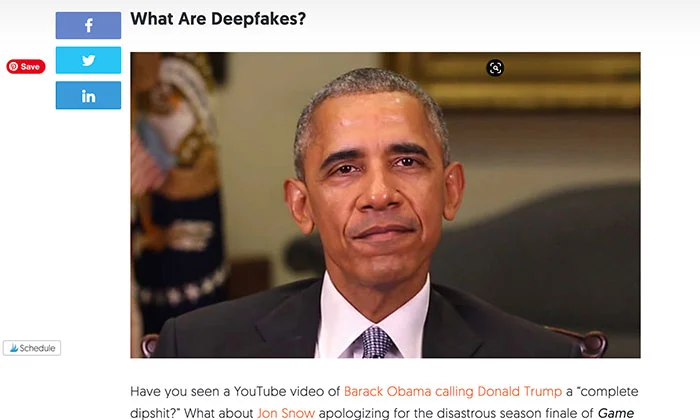 What Are Deepfakes?
f
Save
in
Schedule
Have you seen a YouTube video of Barack Obama calling Donald Trump a “complete
dipshit?” What about Jon Snow apologizing for the disastrous season finale of Game